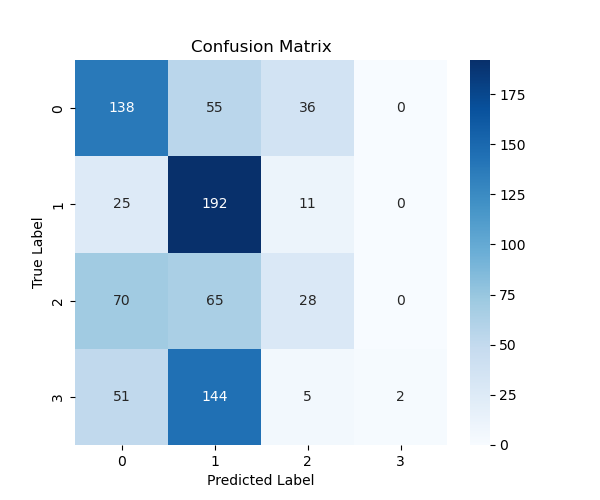 Confusion Matrix
0 138 55 36 0
1 25 192 11 0
2 70 65 28 0
3 51 144 5 2
0 1 2 3
True Label
Predicted Label
175
150
125
100
75
50
25
0